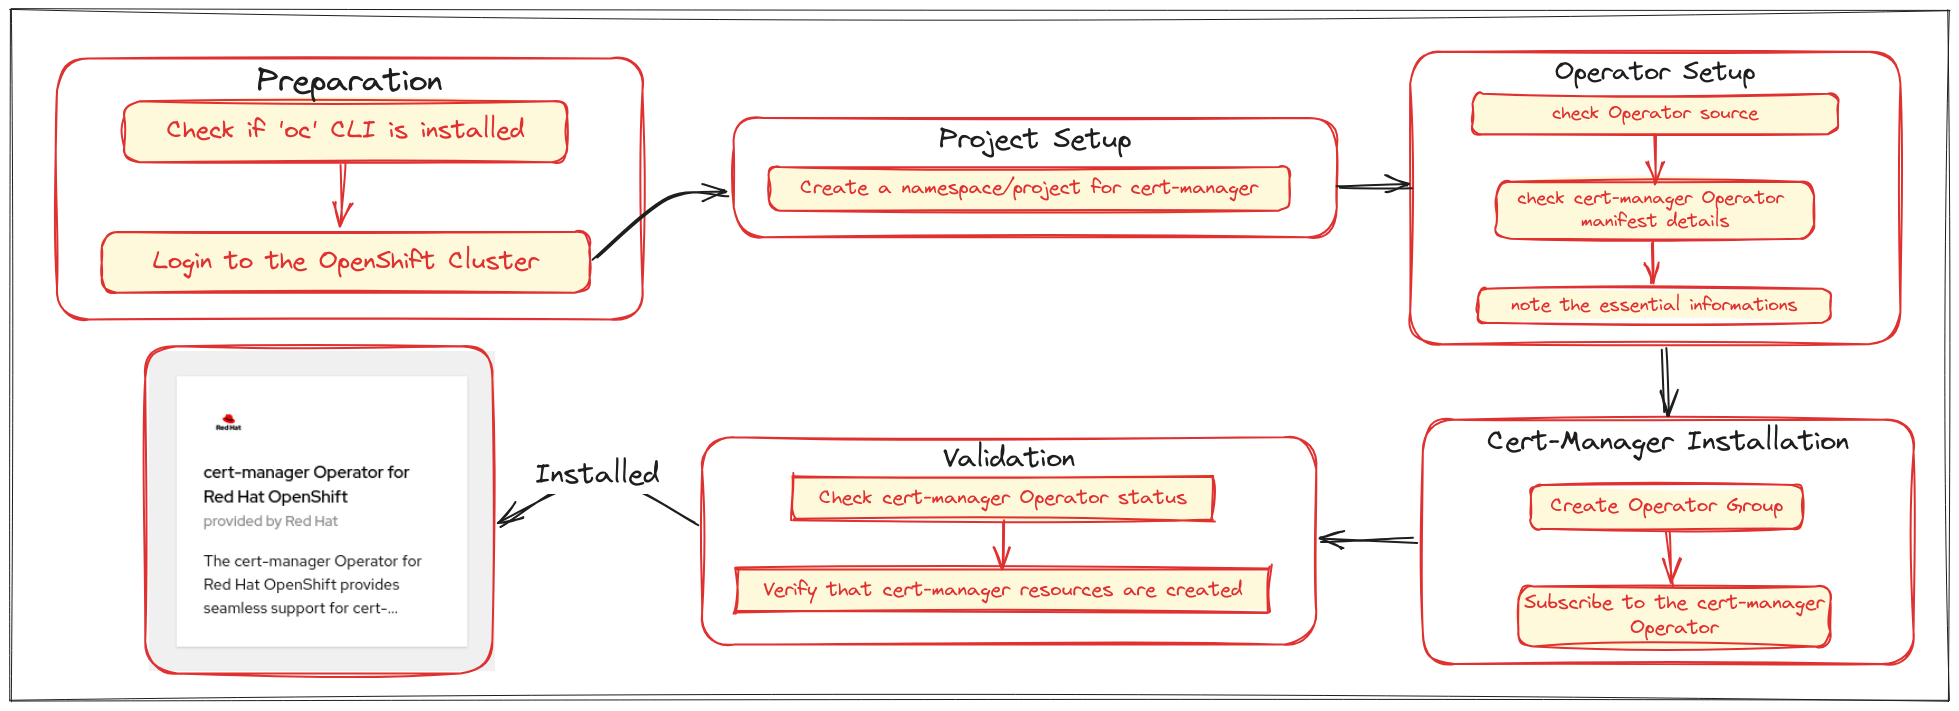 Preparation
Check if 'oc' CLI is installed
Login to the OpenShift Cluster
Project Setup
Create a namespace/project for cert-manager
Operator Setup
check Operator source
check cert-manager Operator
manifest details
note the essential informations
Cert-Manager Installation
Create Operator Group
Subscribe to the cert-manager
Operator
Validation
Check cert-manager Operator status
Verify that cert-manager resources are created
Installed
Red Hat
cert-manager Operator for
Red Hat OpenShift
provided by Red Hat
The cert-manager Operator for
Red Hat OpenShift provides
seamless support for cert-...